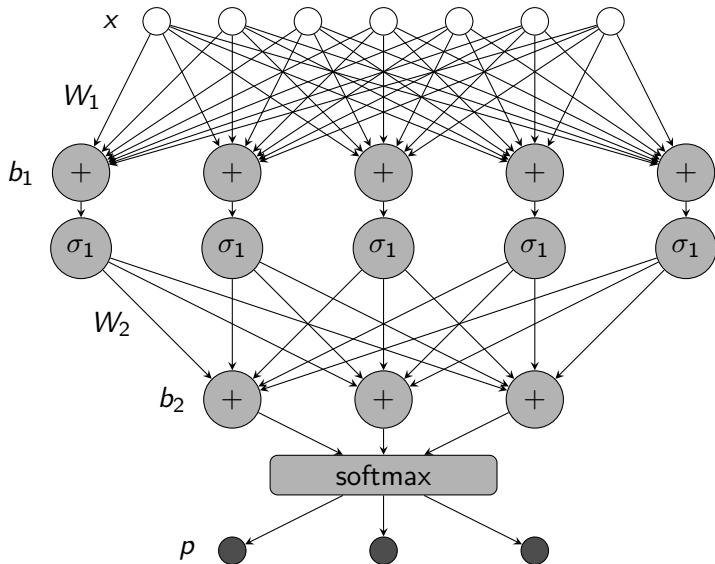 x
W₁
b₁ + + + + +
σ₁ σ₁ σ₁ σ₁ σ₁
W₂
b₂ + + +
softmax
p